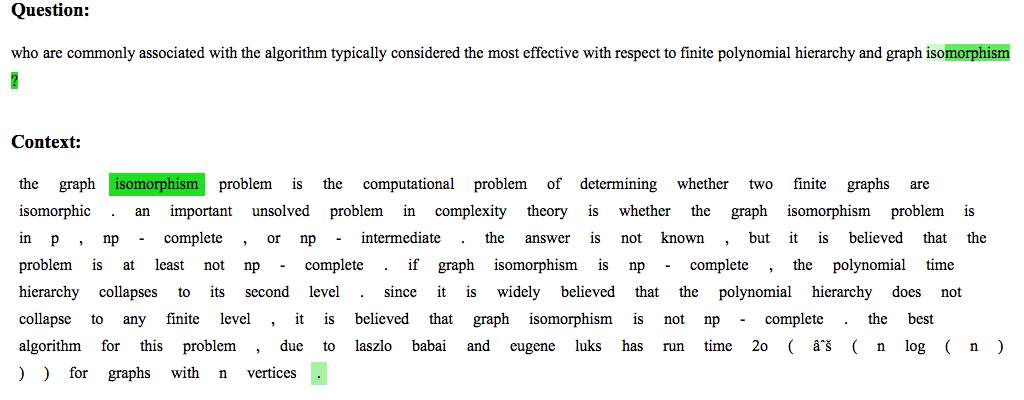 Question:
who are commonly associated with the algorithm typically considered the most effective with respect to finite polynomial hierarchy and graph isomorphism
?
Context:
the graph isomorphism problem is the computational problem of determining whether two finite graphs are
isomorphic . an important unsolved problem in complexity theory is whether the graph isomorphism problem is
in p , np - complete , or np - intermediate . the answer is not known , but it is believed that the
problem is at least not np - complete . if graph isomorphism is np - complete , the polynomial time
hierarchy collapses to its second level . since it is widely believed that the polynomial hierarchy does not
collapse to any finite level , it is believed that graph isomorphism is not np - complete . the best
algorithm for this problem , due to laszlo babai and eugene luks has run time 2o ( âˆš ( n log ( n )
) ) for graphs with n vertices .